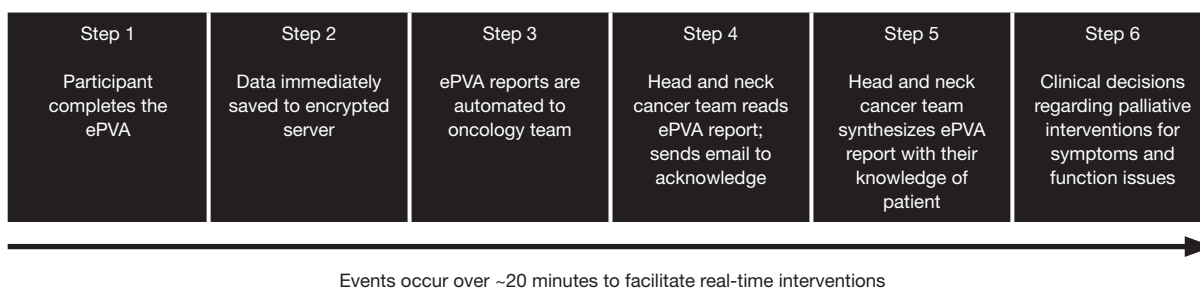 Step 1
Participant
completes the
ePVA
Step 2
Data immediately
saved to encrypted
server
Step 3
ePVA reports are
automated to
oncology team
Step 4
Head and neck
cancer team reads
ePVA report;
sends email to
acknowledge
Step 5
Head and neck
cancer team
synthesizes ePVA
report with their
knowledge of
patient
Step 6
Clinical decisions
regarding palliative
interventions for
symptoms and
function issues
Events occur over ~20 minutes to facilitate real-time interventions